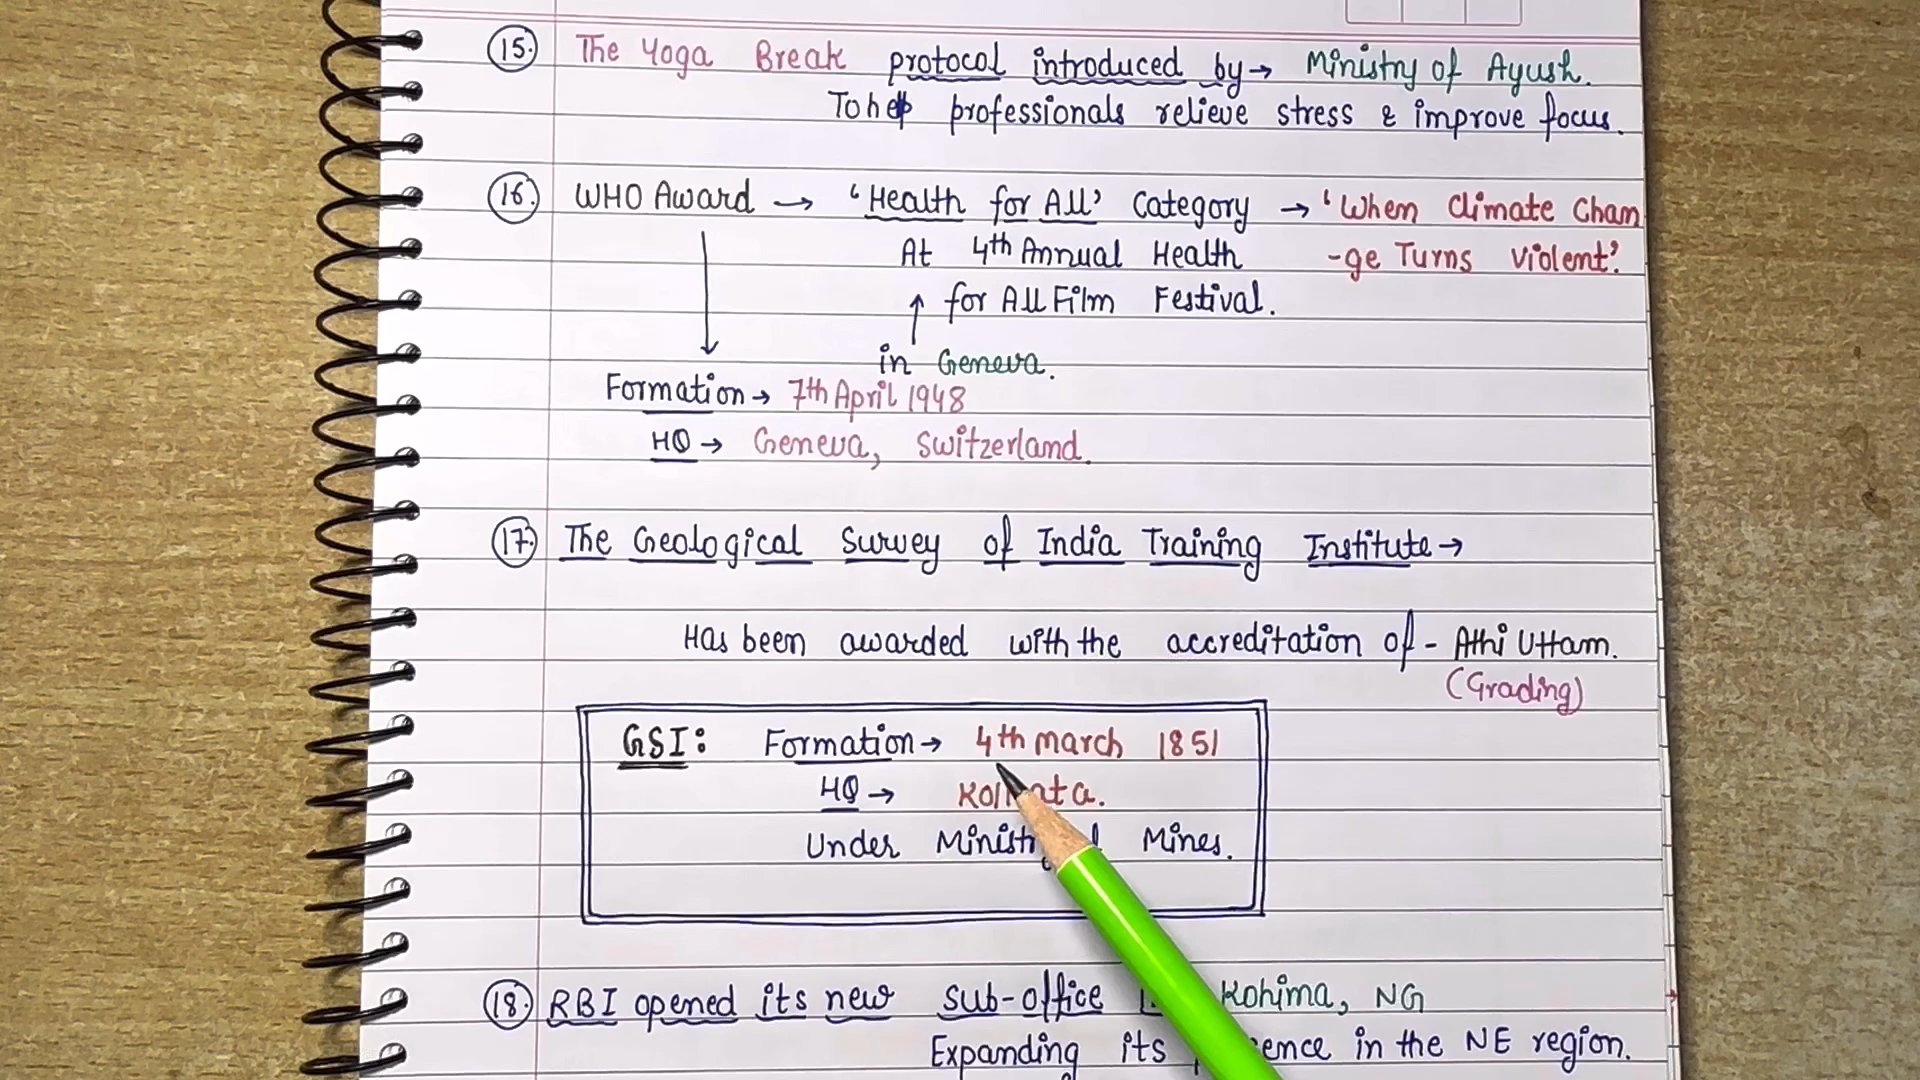 15. The Yoga Break protocol introduced by → Ministry of Ayush.
To help professionals relieve stress & improve focus.
16. WHO Award → 'Health for All' Category → 'When Climate Chan
At 4th Annual Health -ge Turns Violent'.
↑ for All Film Festival.
in Geneva.
Formation → 7th April 1948
HQ → Geneva, Switzerland.
17. The Geological Survey of India Training Institute →
Has been awarded with the accreditation of - Athi Uttam.
(Grading)
GSI: Formation → 4th march 1851
HQ → Kolkata.
Under Ministry Mines.
18. RBI opened its new sub-office Kohima, NG
Expanding its in the NE region.